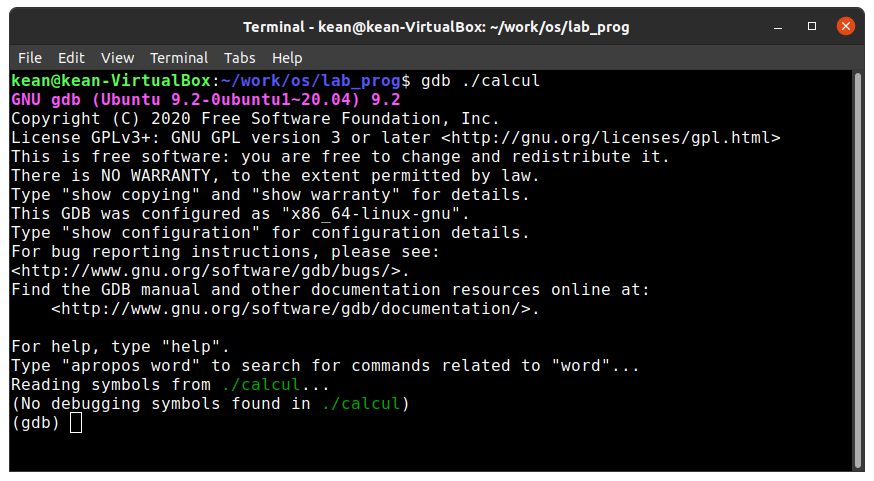 Terminal - kean@kean-VirtualBox: ~/work/os/lab_prog
File Edit View Terminal Tabs Help
kean@kean-VirtualBox:~/work/os/lab_prog$ gdb ./calcul
GNU gdb (Ubuntu 9.2-0ubuntu1~20.04) 9.2
Copyright (C) 2020 Free Software Foundation, Inc.
License GPLv3+: GNU GPL version 3 or later <http://gnu.org/licenses/gpl.html>
This is free software: you are free to change and redistribute it.
There is NO WARRANTY, to the extent permitted by law.
Type "show copying" and "show warranty" for details.
This GDB was configured as "x86_64-linux-gnu".
Type "show configuration" for configuration details.
For bug reporting instructions, please see:
<http://www.gnu.org/software/gdb/bugs/>.
Find the GDB manual and other documentation resources online at:
    <http://www.gnu.org/software/gdb/documentation/>.

For help, type "help".
Type "apropos word" to search for commands related to "word"...
Reading symbols from ./calcul...
(No debugging symbols found in ./calcul)
(gdb)